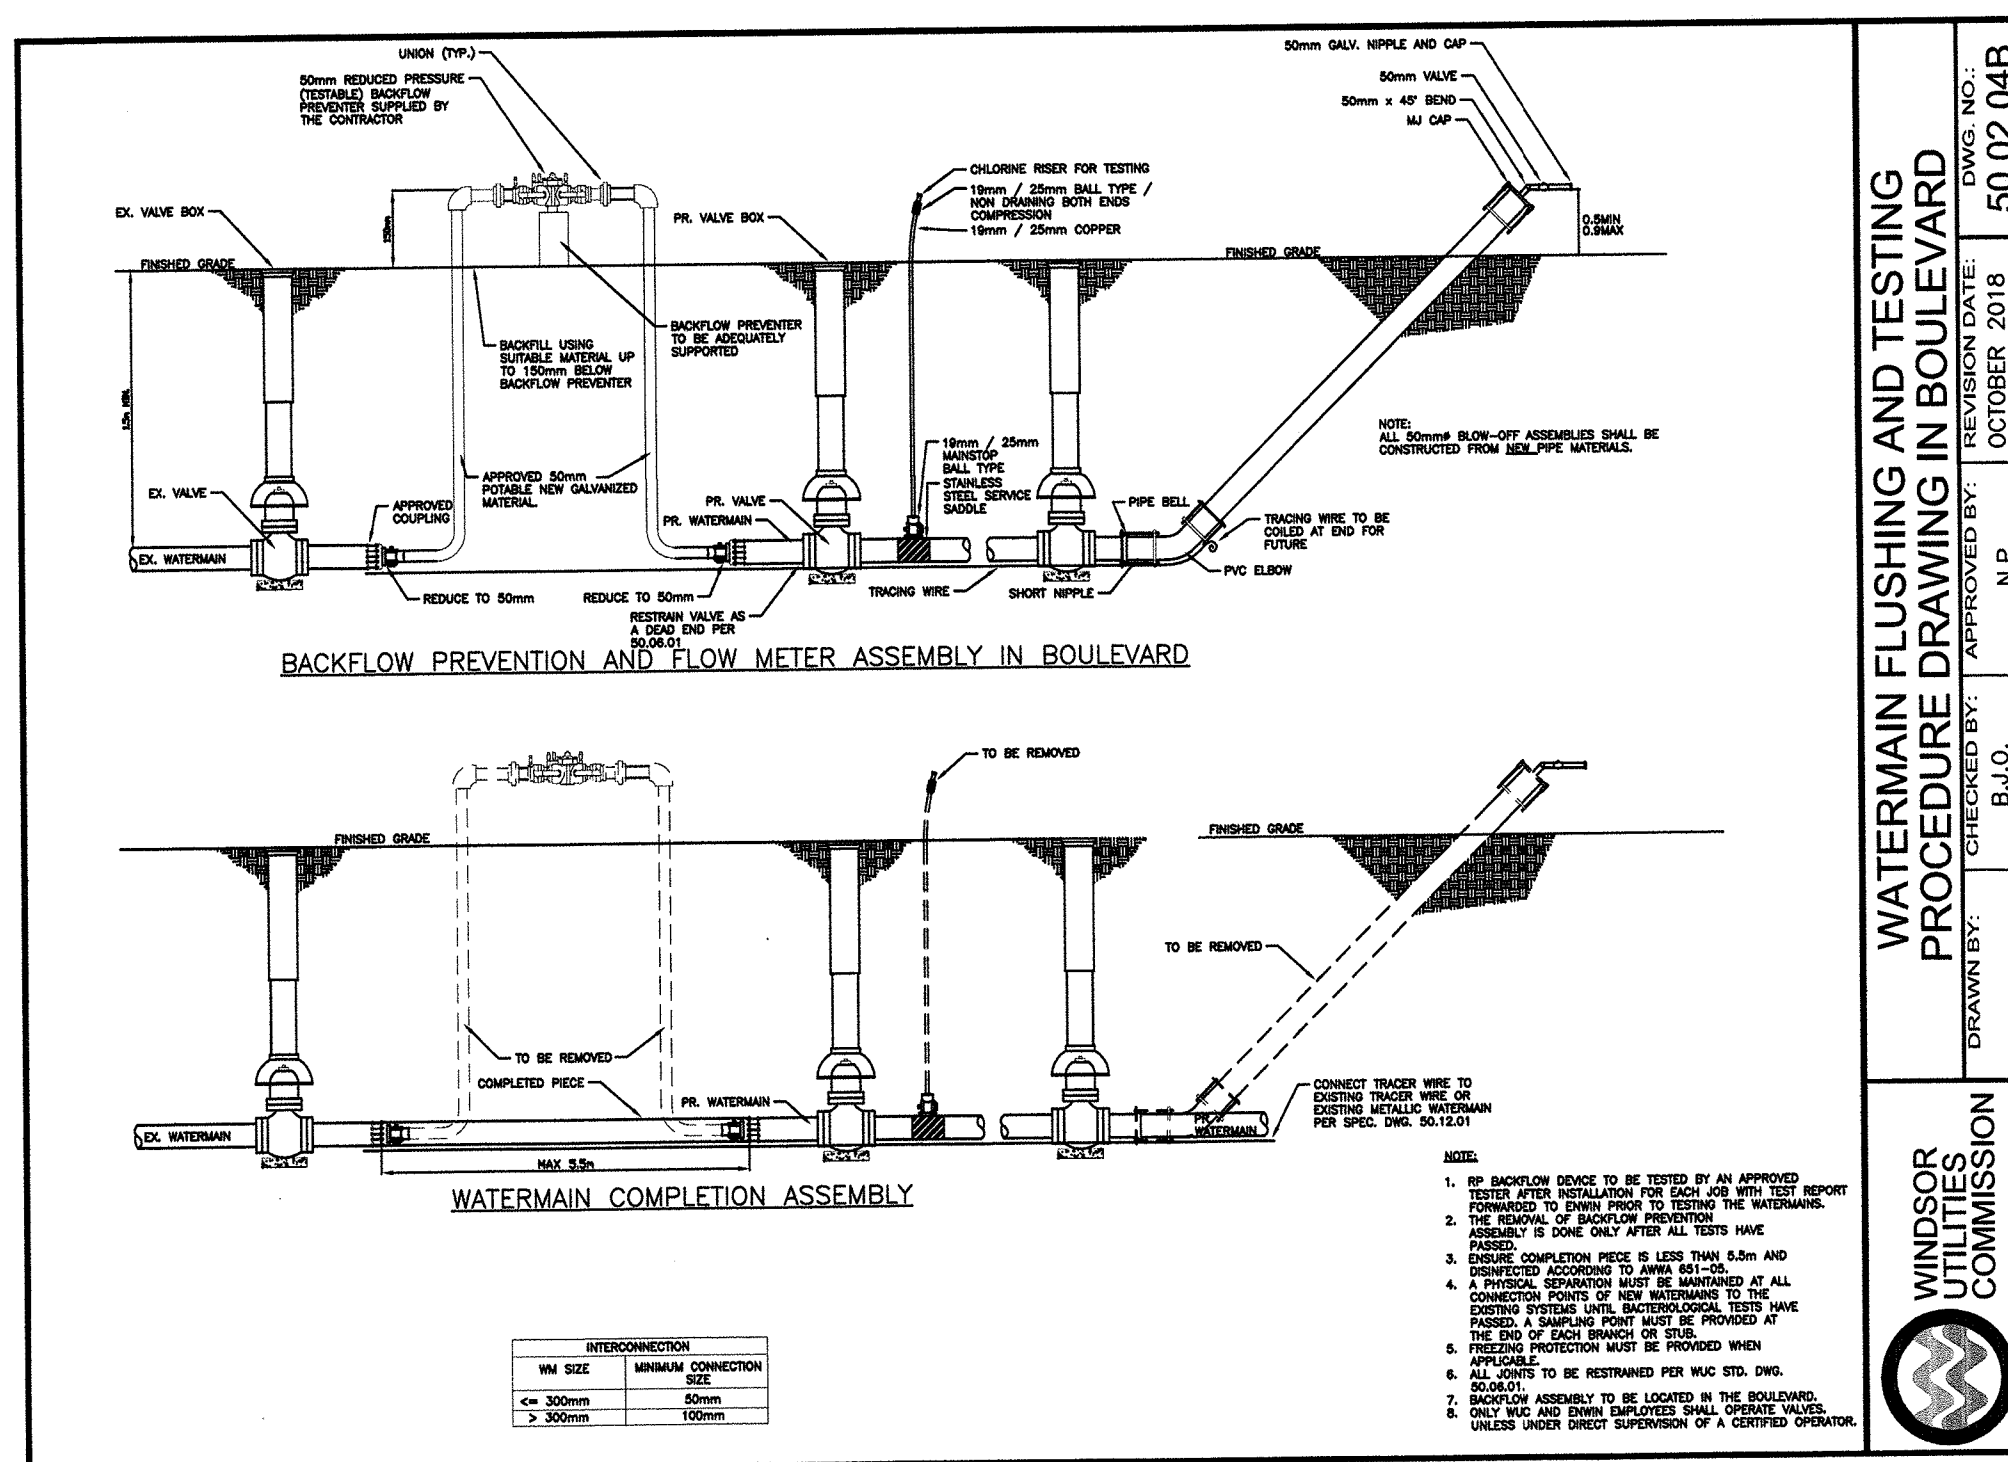 UNION (TYP.)
50mm REDUCED PRESSURE
(TESTABLE) BACKFLOW
PREVENTER SUPPLIED BY
THE CONTRACTOR
EX. VALVE BOX
FINISHED GRADE
PR. VALVE BOX
CHLORINE RISER FOR TESTING
19mm / 25mm BALL TYPE /
NON DRAINING BOTH ENDS
COMPRESSION
19mm / 25mm COPPER
50mm GALV. NIPPLE AND CAP
50mm VALVE
50mm x 45° BEND
MJ CAP
0.5MIN
0.9MAX
FINISHED GRADE
150mm
1.5m MIN.
BACKFILL USING
SUITABLE MATERIAL UP
TO 150mm BELOW
BACKFLOW PREVENTER
BACKFLOW PREVENTER
TO BE ADEQUATELY
SUPPORTED
NOTE:
ALL 50mmø BLOW-OFF ASSEMBLIES SHALL BE
CONSTRUCTED FROM NEW PIPE MATERIALS.
EX. VALVE
APPROVED
COUPLING
APPROVED 50mm
POTABLE NEW GALVANIZED
MATERIAL
PR. VALVE
PR. WATERMAIN
19mm / 25mm
MAINSTOP
BALL TYPE
STAINLESS
STEEL SERVICE
SADDLE
PIPE BELL
TRACING WIRE TO BE
COILED AT END FOR
FUTURE
PVC ELBOW
EX. WATERMAIN
REDUCE TO 50mm
REDUCE TO 50mm
RESTRAIN VALVE AS
A DEAD END PER
50.06.01
TRACING WIRE
SHORT NIPPLE
BACKFLOW PREVENTION AND FLOW METER ASSEMBLY IN BOULEVARD
TO BE REMOVED
FINISHED GRADE
FINISHED GRADE
TO BE REMOVED
TO BE REMOVED
COMPLETED PIECE
PR. WATERMAIN
EX. WATERMAIN
MAX 5.5m
PR.
WATERMAIN
CONNECT TRACER WIRE TO
EXISTING TRACER WIRE OR
EXISTING METALLIC WATERMAIN
PER SPEC. DWG. 50.12.01
WATERMAIN COMPLETION ASSEMBLY
NOTE:
1. RP BACKFLOW DEVICE TO BE TESTED BY AN APPROVED
TESTER AFTER INSTALLATION FOR EACH JOB WITH TEST REPORT
FORWARDED TO ENWIN PRIOR TO TESTING THE WATERMAINS.
2. THE REMOVAL OF BACKFLOW PREVENTION
ASSEMBLY IS DONE ONLY AFTER ALL TESTS HAVE
PASSED.
3. ENSURE COMPLETION PIECE IS LESS THAN 5.5m AND
DISINFECTED ACCORDING TO AWWA 651-05.
4. A PHYSICAL SEPARATION MUST BE MAINTAINED AT ALL
CONNECTION POINTS OF NEW WATERMAINS TO THE
EXISTING SYSTEMS UNTIL BACTERIOLOGICAL TESTS HAVE
PASSED. A SAMPLING POINT MUST BE PROVIDED AT
THE END OF EACH BRANCH OR STUB.
5. FREEZING PROTECTION MUST BE PROVIDED WHEN
APPLICABLE.
6. ALL JOINTS TO BE RESTRAINED PER WUC STD. DWG.
50.06.01.
7. BACKFLOW ASSEMBLY TO BE LOCATED IN THE BOULEVARD.
8. ONLY WUC AND ENWIN EMPLOYEES SHALL OPERATE VALVES,
UNLESS UNDER DIRECT SUPERVISION OF A CERTIFIED OPERATOR.
INTERCONNECTION
WM SIZE MINIMUM CONNECTION
SIZE
<= 300mm 50mm
> 300mm 100mm
WATERMAIN FLUSHING AND TESTING
PROCEDURE DRAWING IN BOULEVARD
WINDSOR
UTILITIES
COMMISSION
DRAWN BY:
CHECKED BY:
B.J.O.
APPROVED BY:
N.P.
REVISION DATE:
OCTOBER 2018
DWG. NO.:
50.02.04B